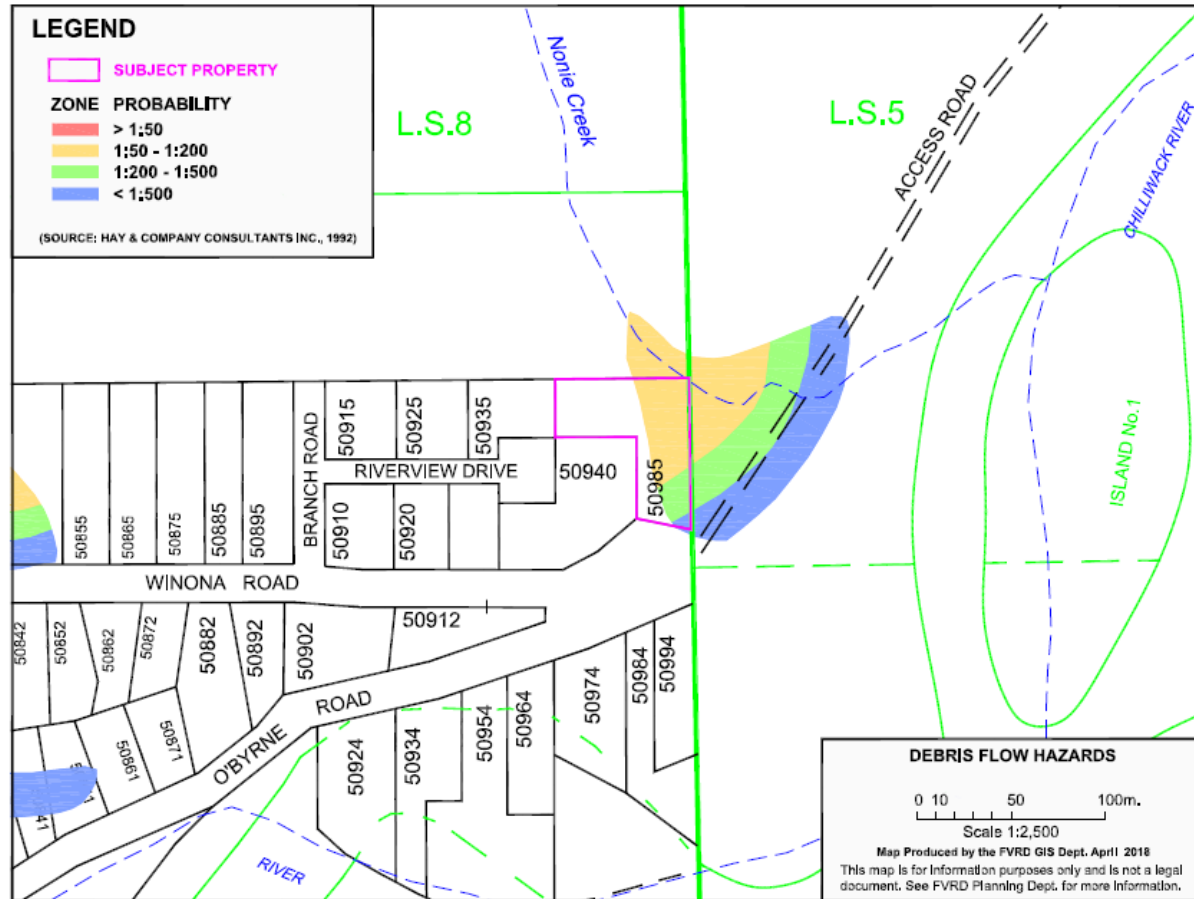 LEGEND
SUBJECT PROPERTY
ZONE PROBABILITY
> 1:50
1:50 - 1:200
1:200 - 1:500
< 1:500
(SOURCE: HAY & COMPANY CONSULTANTS INC., 1992)
Nonie Creek
L.S.8
L.S.5
ACCESS ROAD
CHILLIWACK RIVER
ISLAND No.1
50855
50865
50875
50885
50895
BRANCH ROAD
50915
50925
50935
RIVERVIEW DRIVE
50940
50985
50910
50920
WINONA ROAD
50842
50852
50862
50872
50882
50892
50902
50912
O'BYRNE ROAD
50861
50871
41
50924
50934
50954
50964
50974
50984
50994
RIVER
DEBRIS FLOW HAZARDS
0 10 50 100m.
Scale 1:2,500
Map Produced by the FVRD GIS Dept. April 2018
This map is for information purposes only and is not a legal
document. See FVRD Planning Dept. for more information.